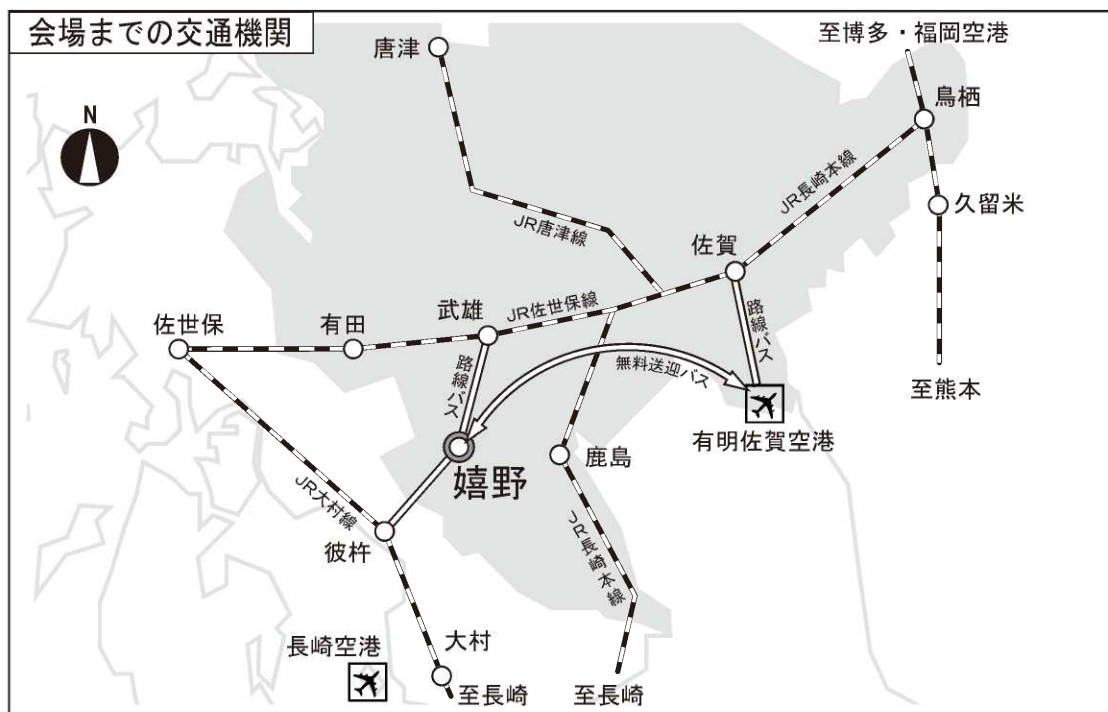 会場までの交通機関
N
唐津
至博多・福岡空港
鳥栖
JR長崎本線
久留米
JR唐津線
佐賀
武雄
JR佐世保線
佐世保
有田
路線バス
路線バス
無料送迎バス
至熊本
有明佐賀空港
嬉野
鹿島
JR大村線
彼杵
JR長崎本線
長崎空港
大村
至長崎
至長崎